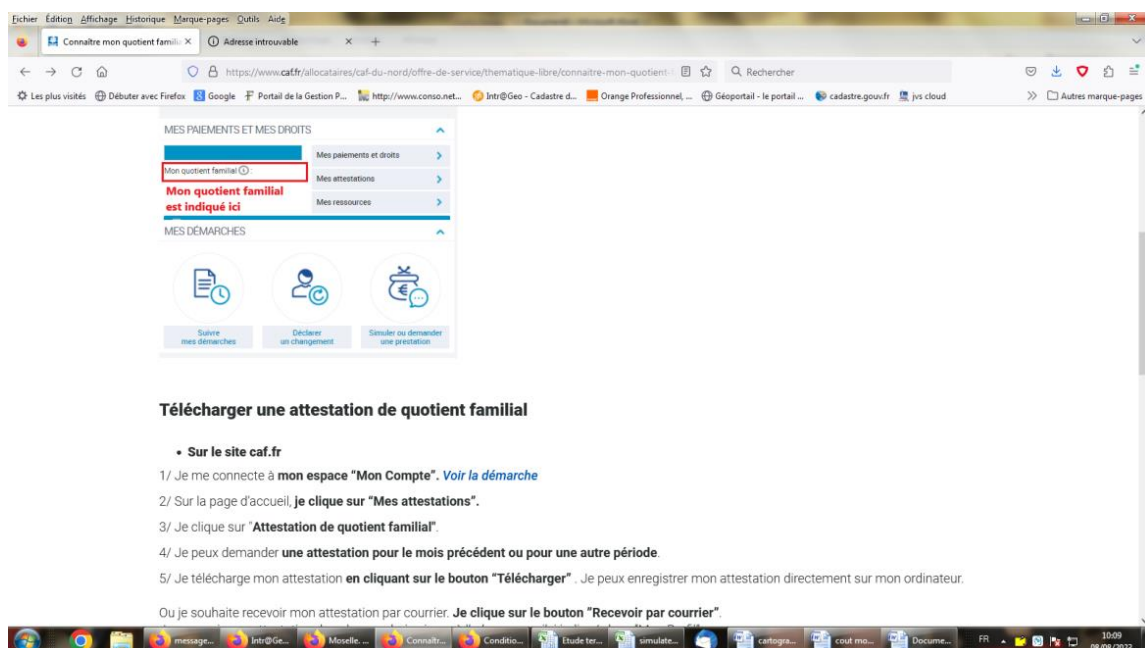 Fichier Édition Affichage Historique Marque-pages Outils Aide
Connaître mon quotient famili × Adresse introuvable × +
https://www.caf.fr/allocataires/caf-du-nord/offre-de-service/thematique-libre/connaitre-mon-quotient-f Rechercher
Les plus visités Débuter avec Firefox Google Portail de la Gestion P... http://www.conso.net... Intr@Geo - Cadastre d... Orange Professionnel, ... Géoportail - le portail ... cadastre.gouv.fr jvs cloud Autres marque-pages
MES PAIEMENTS ET MES DROITS
Mes paiements et droits
Mon quotient familial :
Mes attestations
Mon quotient familial
est indiqué ici
Mes ressources
MES DÉMARCHES
Suivre
mes démarches
Déclarer
un changement
Simuler ou demander
une prestation
Télécharger une attestation de quotient familial
• Sur le site caf.fr
1/ Je me connecte à mon espace “Mon Compte”. Voir la démarche
2/ Sur la page d’accueil, je clique sur “Mes attestations”.
3/ Je clique sur "Attestation de quotient familial".
4/ Je peux demander une attestation pour le mois précédent ou pour une autre période.
5/ Je télécharge mon attestation en cliquant sur le bouton “Télécharger” . Je peux enregistrer mon attestation directement sur mon ordinateur.
Ou je souhaite recevoir mon attestation par courrier. Je clique sur le bouton “Recevoir par courrier”.
message... Intr@Ge... Moselle. ... Connaîtr... Conditio... Etude ter... simulate... cartogra... cout mo... Docume... FR 10:09
08/08/2023